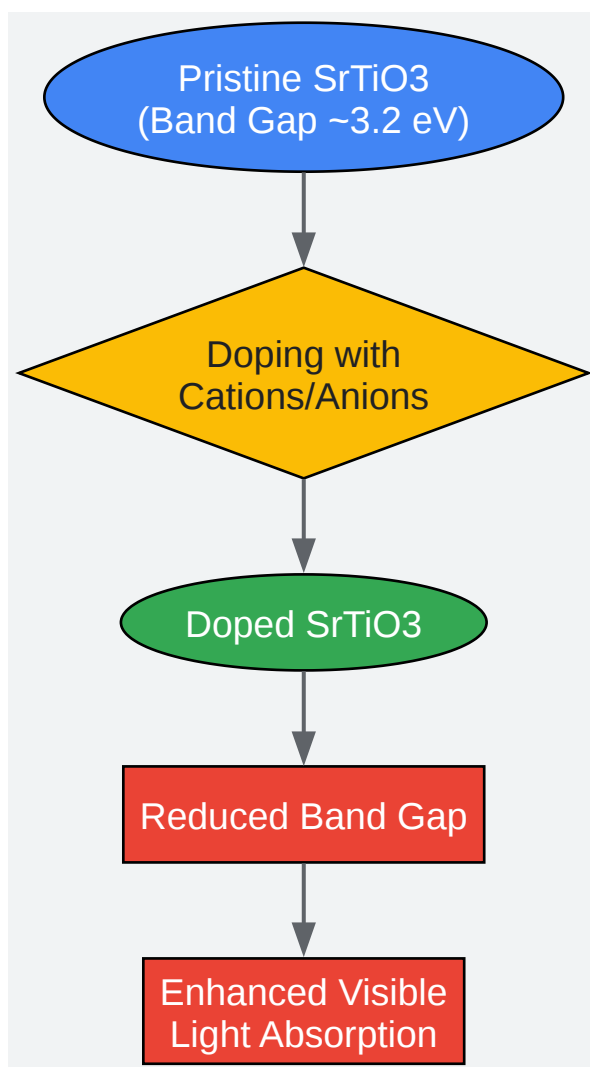 Pristine SrTiO3
(Band Gap ~3.2 eV)
Doping with
Cations/Anions
Doped SrTiO3
Reduced Band Gap
Enhanced Visible
Light Absorption